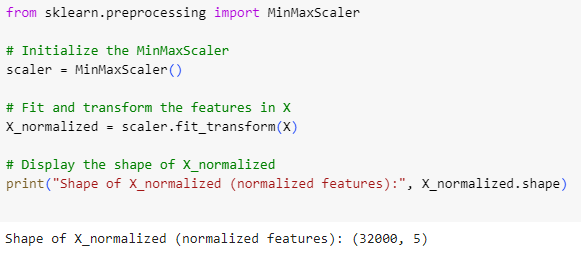 from sklearn.preprocessing import MinMaxScaler
# Initialize the MinMaxScaler
scaler = MinMaxScaler()
# Fit and transform the features in X
X_normalized = scaler.fit_transform(X)
# Display the shape of X_normalized
print("Shape of X_normalized (normalized features):", X_normalized.shape)
Shape of X_normalized (normalized features): (32000, 5)